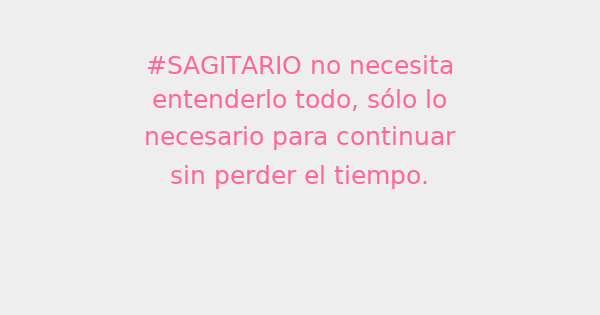 #SAGITARIO no necesita
entenderlo todo, sólo lo
necesario para continuar
sin perder el tiempo.